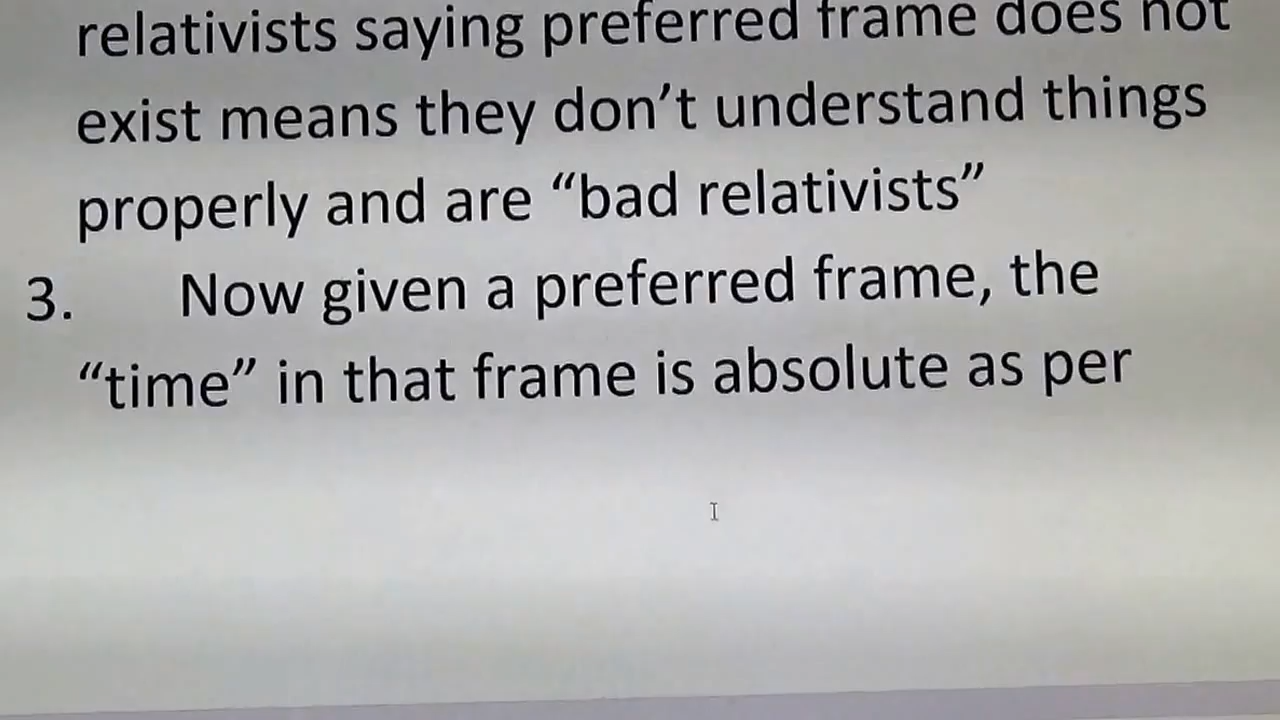 relativists saying preferred frame does not
exist means they don’t understand things
properly and are “bad relativists”
3. Now given a preferred frame, the
“time” in that frame is absolute as per